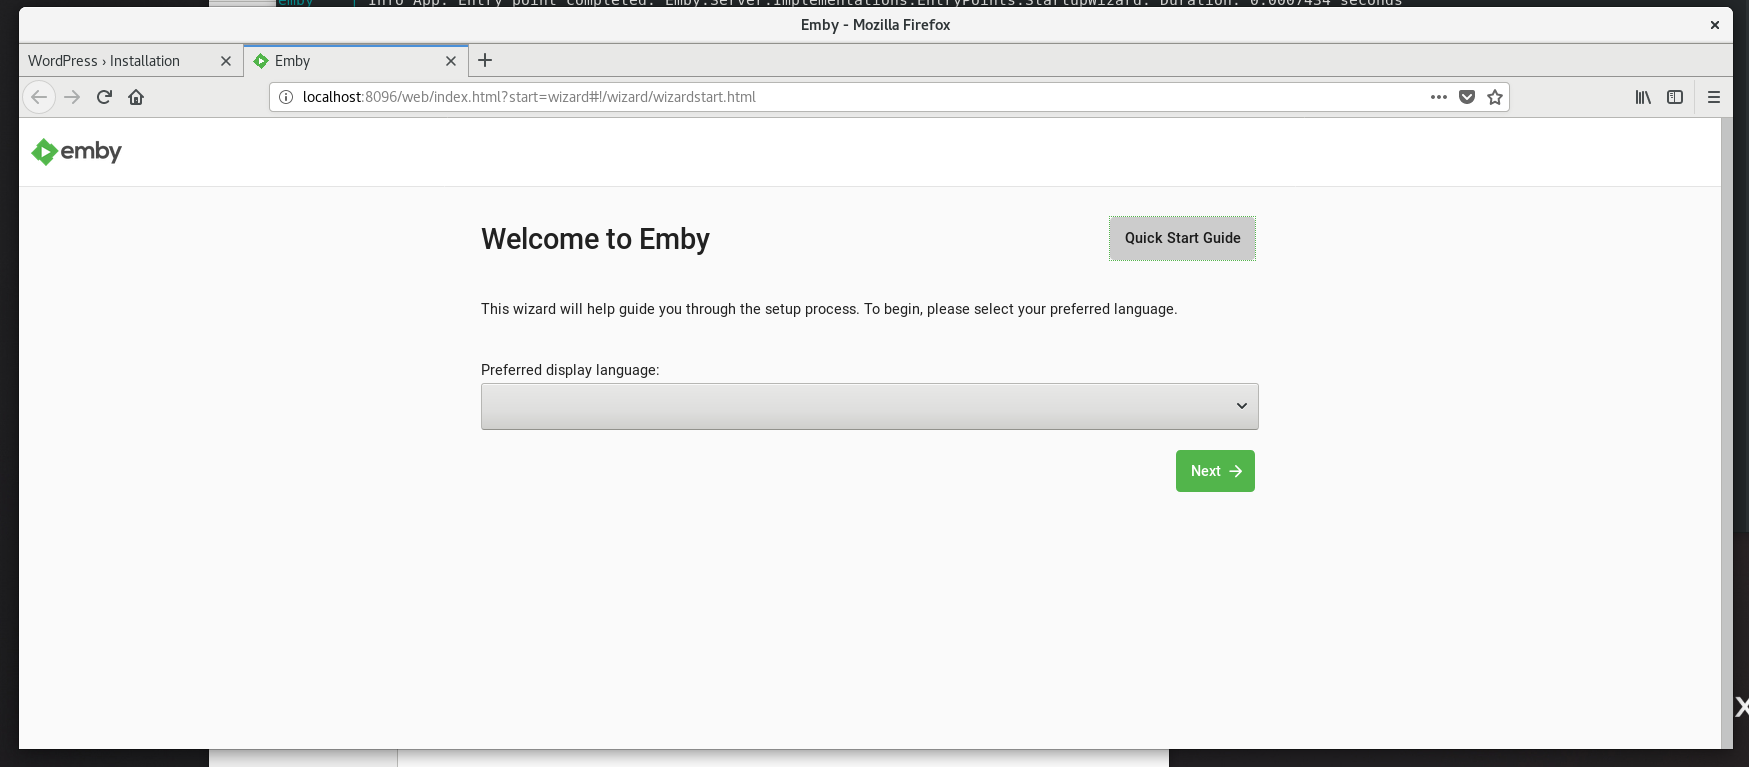 emby | Info App: Entry point completed: Emby.Server.Implementations.EntryPoints.StartupWizard. Duration: 0.0007434 seconds
Emby - Mozilla Firefox
WordPress › Installation
Emby
localhost:8096/web/index.html?start=wizard#!/wizard/wizardstart.html
emby
Welcome to Emby
Quick Start Guide
This wizard will help guide you through the setup process. To begin, please select your preferred language.
Preferred display language:
Next